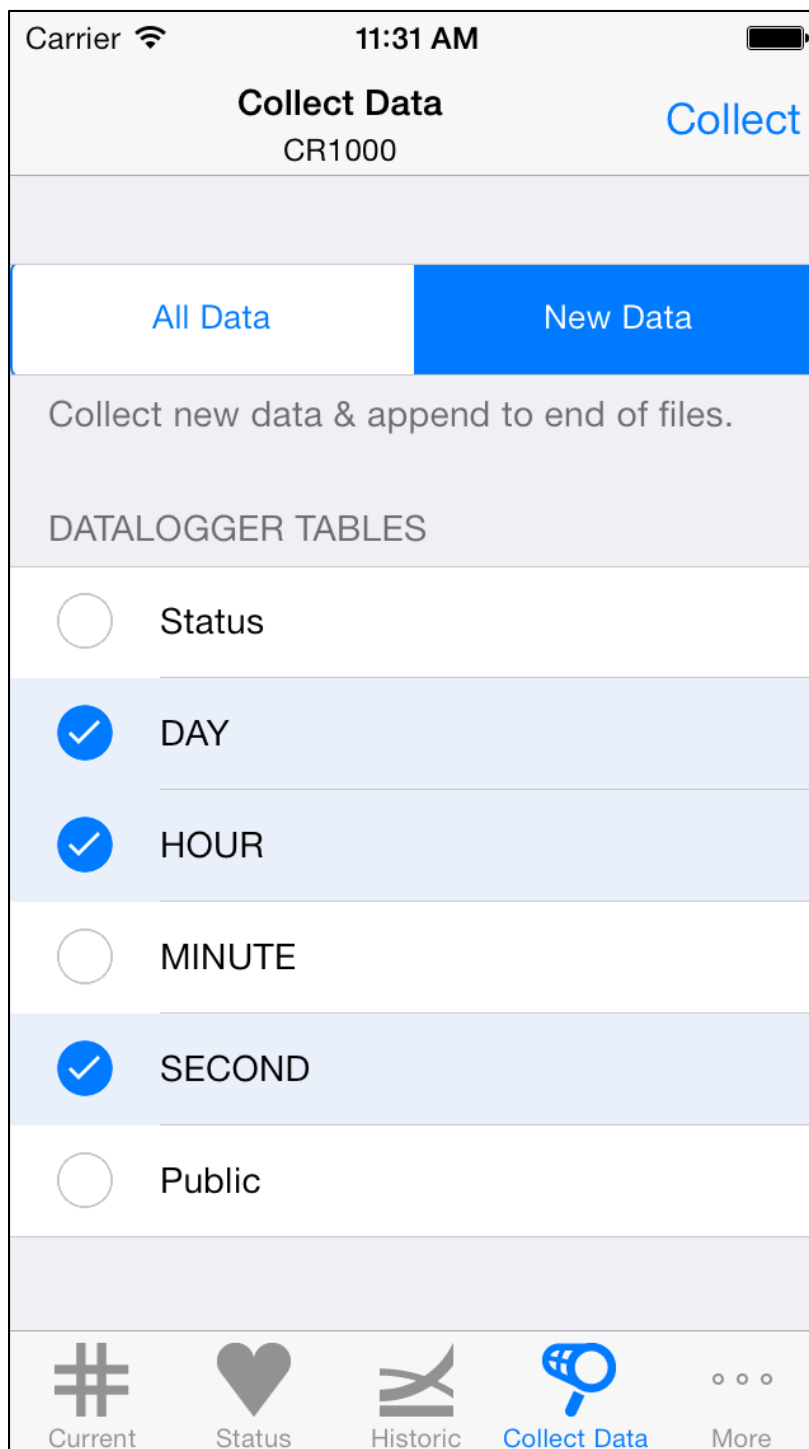 Carrier 11:31 AM
Collect Data
CR1000
Collect
All Data New Data
Collect new data & append to end of files.
DATALOGGER TABLES
Status
DAY
HOUR
MINUTE
SECOND
Public
Current Status Historic Collect Data More